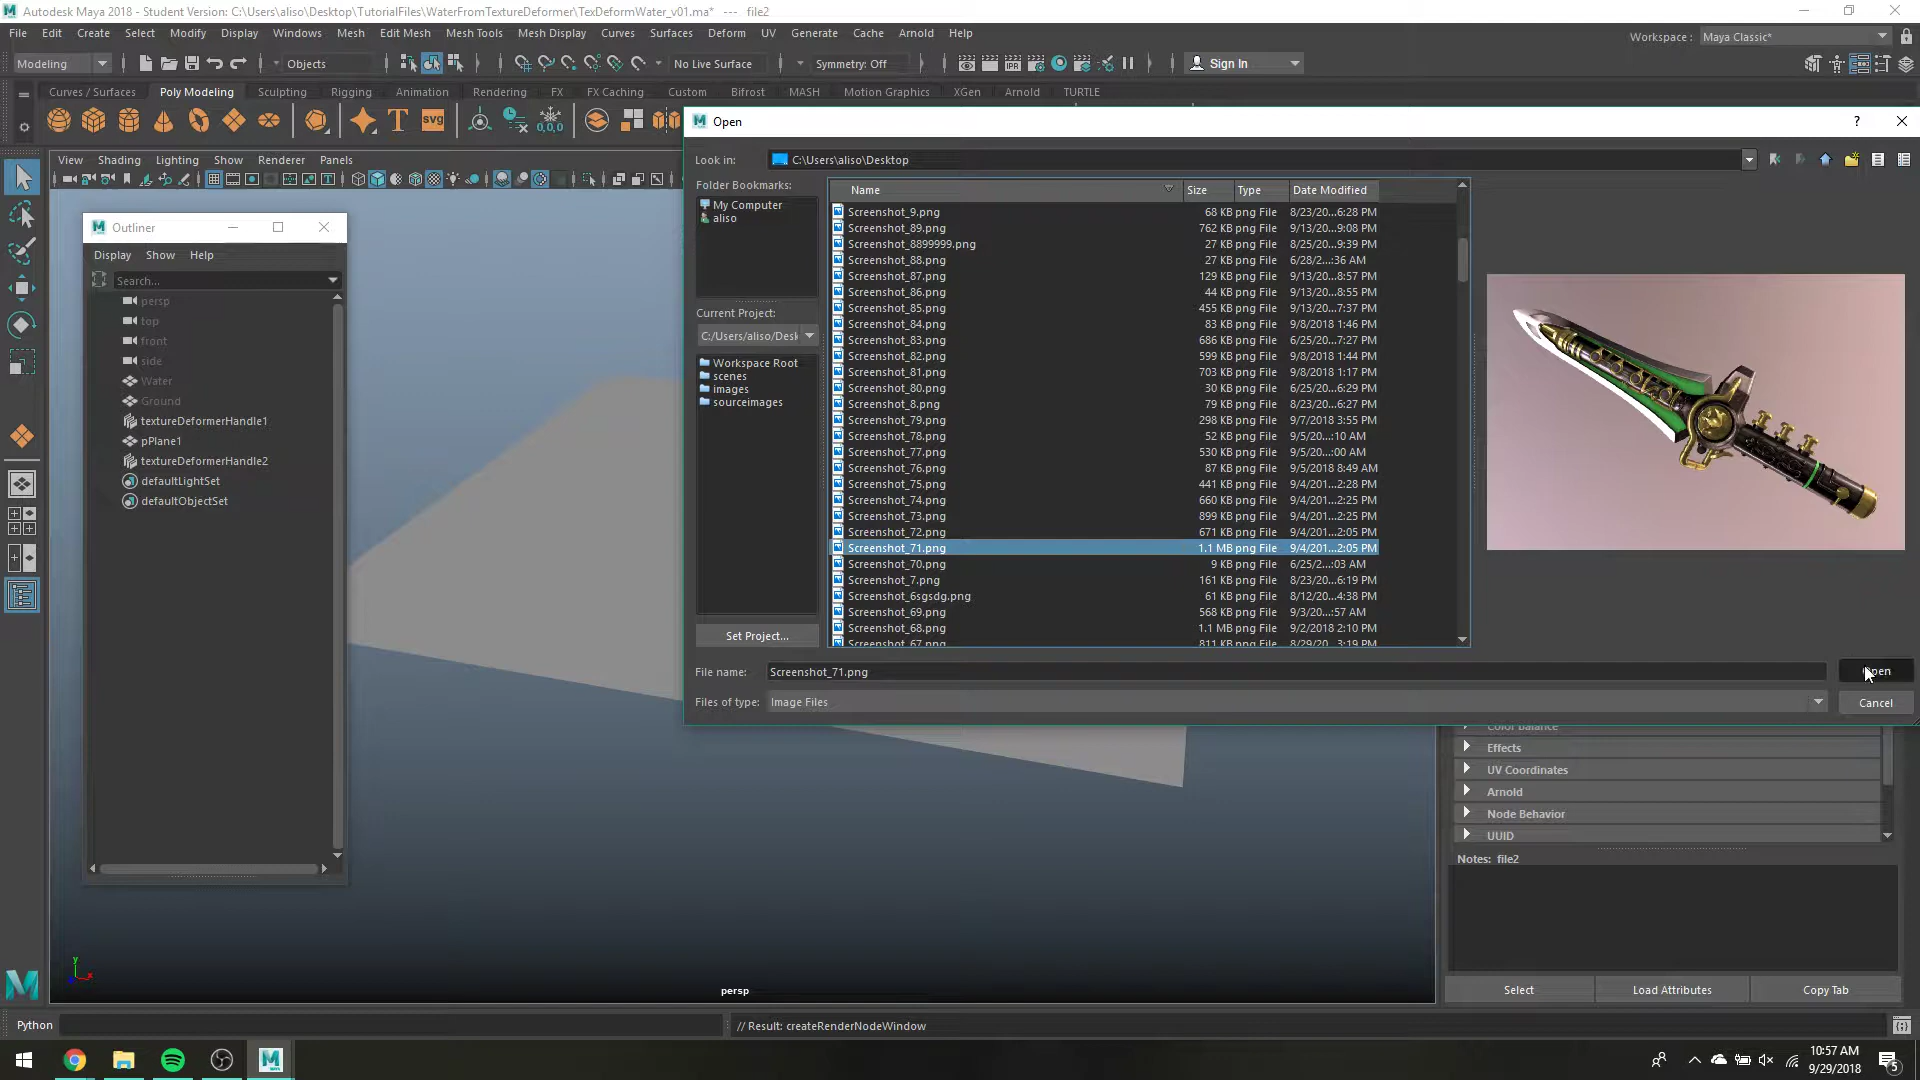 Autodesk Maya 2018 - Student Version: C:\Users\aliso\Desktop\TutorialFiles\WaterFromTextureDeformer\TexDeformWater_v01.ma* --- file2
File Edit Create Select Modify Display Windows Mesh Edit Mesh Mesh Tools Mesh Display Curves Surfaces Deform UV Generate Cache Arnold Help
Workspace : Maya Classic*
Modeling Objects No Live Surface Symmetry: Off Sign In
Curves / Surfaces Poly Modeling Sculpting Rigging Animation Rendering FX FX Caching Custom Bifrost MASH Motion Graphics XGen Arnold TURTLE
T svg 0,0,0
View Shading Lighting Show Renderer Panels
Outliner
Display Show Help
Search...
persp
top
front
side
Water
Ground
textureDeformerHandle1
pPlane1
textureDeformerHandle2
defaultLightSet
defaultObjectSet
Open
Look in: C:\Users\aliso\Desktop
Folder Bookmarks:
My Computer
aliso
Current Project:
C:/Users/aliso/Desk
Workspace Root
scenes
images
sourceimages
Set Project...
Name Size Type Date Modified
Screenshot_9.png 68 KB png File 8/23/20...6:28 PM
Screenshot_89.png 762 KB png File 9/13/20...9:08 PM
Screenshot_8899999.png 27 KB png File 8/25/20...9:39 PM
Screenshot_88.png 27 KB png File 6/28/2...:36 AM
Screenshot_87.png 129 KB png File 9/13/20...8:57 PM
Screenshot_86.png 44 KB png File 9/13/20...8:55 PM
Screenshot_85.png 455 KB png File 9/13/20...7:37 PM
Screenshot_84.png 83 KB png File 9/8/2018 1:46 PM
Screenshot_83.png 686 KB png File 6/25/20...7:27 PM
Screenshot_82.png 599 KB png File 9/8/2018 1:44 PM
Screenshot_81.png 703 KB png File 9/8/2018 1:17 PM
Screenshot_80.png 30 KB png File 6/25/20...6:29 PM
Screenshot_8.png 79 KB png File 8/23/20...6:27 PM
Screenshot_79.png 298 KB png File 9/7/2018 3:55 PM
Screenshot_78.png 52 KB png File 9/5/20...:10 AM
Screenshot_77.png 530 KB png File 9/5/20...:00 AM
Screenshot_76.png 87 KB png File 9/5/2018 8:49 AM
Screenshot_75.png 441 KB png File 9/4/201...2:28 PM
Screenshot_74.png 660 KB png File 9/4/201...2:25 PM
Screenshot_73.png 899 KB png File 9/4/201...2:25 PM
Screenshot_72.png 671 KB png File 9/4/201...2:05 PM
Screenshot_71.png 1.1 MB png File 9/4/201...2:05 PM
Screenshot_70.png 9 KB png File 6/25/2...:03 AM
Screenshot_7.png 161 KB png File 8/23/20...6:19 PM
Screenshot_6sgsdg.png 61 KB png File 8/12/20...4:38 PM
Screenshot_69.png 568 KB png File 9/3/20...:57 AM
Screenshot_68.png 1.1 MB png File 9/2/2018 2:10 PM
Screenshot_67.png 811 KB png File 8/29/20...3:19 PM
File name: Screenshot_71.png Open
Files of type: Image Files Cancel
Color Balance
Effects
UV Coordinates
Arnold
Node Behavior
UUID
Notes: file2
Select Load Attributes Copy Tab
y
x
persp
Python // Result: createRenderNodeWindow
10:57 AM
9/29/2018
5